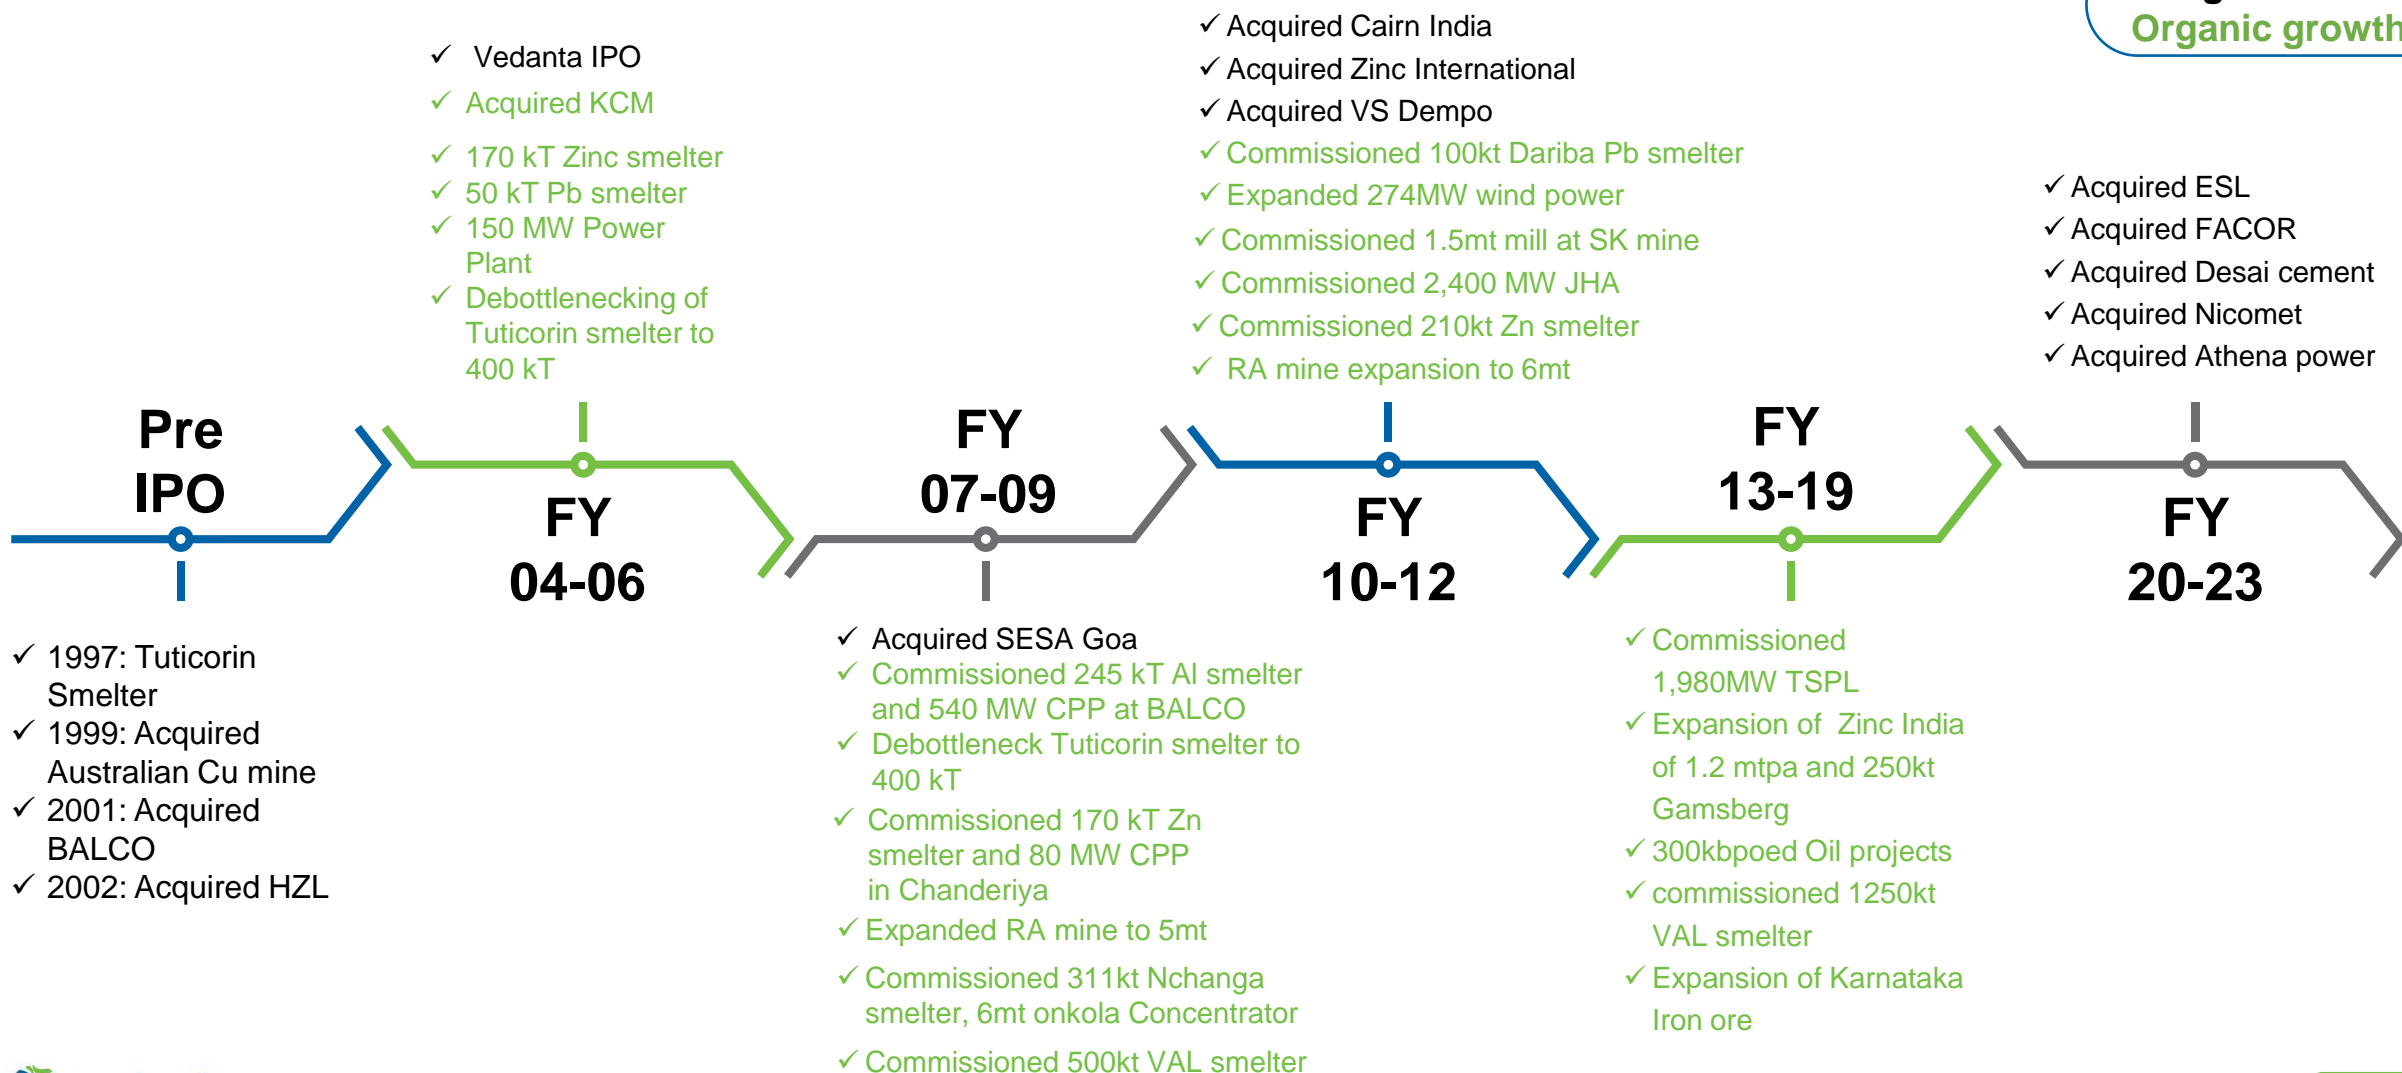 Organic growth
Vedanta IPO
Acquired KCM
170 kT Zinc smelter
50 kT Pb smelter
150 MW Power
Plant
Debottlenecking of
Tuticorin smelter to
400 kT
Acquired Cairn India
Acquired Zinc International
Acquired VS Dempo
Commissioned 100kt Dariba Pb smelter
Expanded 274MW wind power
Commissioned 1.5mt mill at SK mine
Commissioned 2,400 MW JHA
Commissioned 210kt Zn smelter
RA mine expansion to 6mt
Acquired ESL
Acquired FACOR
Acquired Desai cement
Acquired Nicomet
Acquired Athena power
Pre
IPO
FY
04-06
FY
07-09
FY
10-12
FY
13-19
FY
20-23
1997: Tuticorin
Smelter
1999: Acquired
Australian Cu mine
2001: Acquired
BALCO
2002: Acquired HZL
Acquired SESA Goa
Commissioned 245 kT Al smelter
and 540 MW CPP at BALCO
Debottleneck Tuticorin smelter to
400 kT
Commissioned 170 kT Zn
smelter and 80 MW CPP
in Chanderiya
Expanded RA mine to 5mt
Commissioned 311kt Nchanga
smelter, 6mt onkola Concentrator
Commissioned 500kt VAL smelter
Commissioned
1,980MW TSPL
Expansion of Zinc India
of 1.2 mtpa and 250kt
Gamsberg
300kbpoed Oil projects
commissioned 1250kt
VAL smelter
Expansion of Karnataka
Iron ore